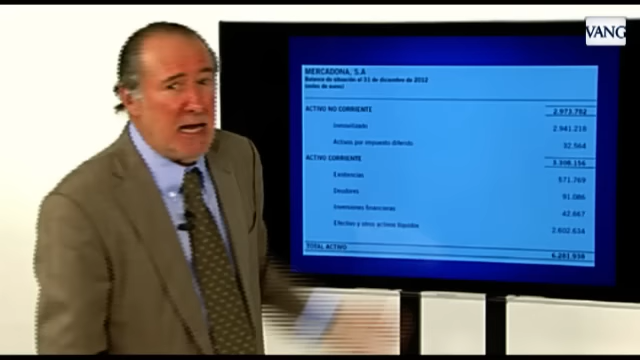 VANG
MERCADONA, S.A
Balance de situación al 31 de diciembre de 2012
(miles de euros)
ACTIVO NO CORRIENTE 2.973.782
Inmovilizado 2.941.218
Activos por impuesto diferido 32.564
ACTIVO CORRIENTE 3.308.156
Existencias 571.769
Deudores 91.086
Inversiones financieras 42.667
Efectivo y otros activos líquidos 2.602.634
TOTAL ACTIVO 6.281.938